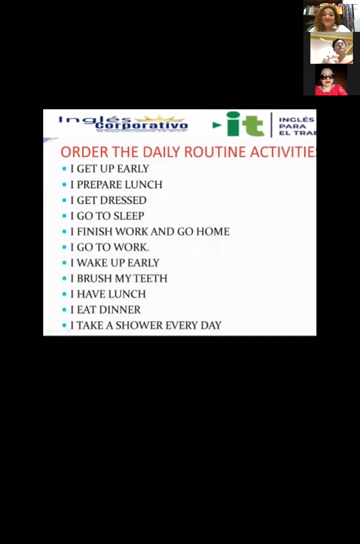 Inglés
Corporativo
it
INGLÉS
PARA
EL TRA
ORDER THE DAILY ROUTINE ACTIVITIE
• I GET UP EARLY
• I PREPARE LUNCH
• I GET DRESSED
• I GO TO SLEEP
• I FINISH WORK AND GO HOME
• I GO TO WORK.
• I WAKE UP EARLY
• I BRUSH MY TEETH
• I HAVE LUNCH
• I EAT DINNER
• I TAKE A SHOWER EVERY DAY